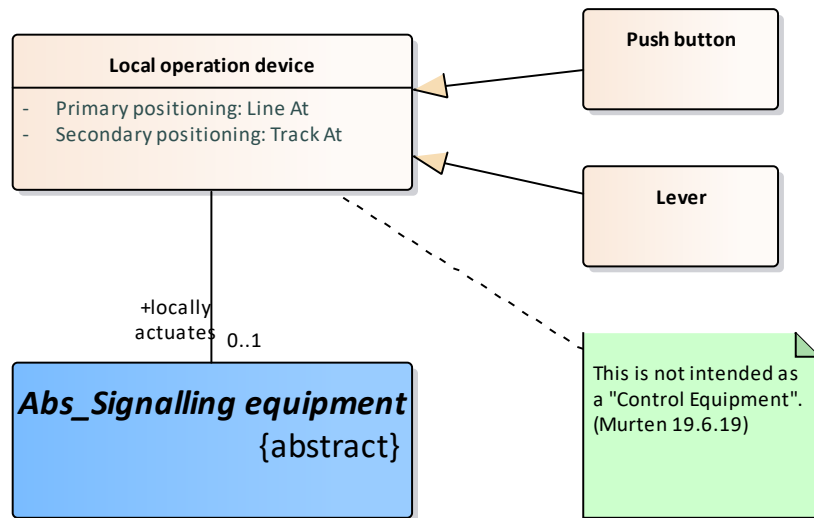 Local operation device
- Primary positioning: Line At
- Secondary positioning: Track At
Push button
Lever
+locally
actuates
0..1
Abs_Signalling equipment
{abstract}
This is not intended as
a "Control Equipment".
(Murten 19.6.19)